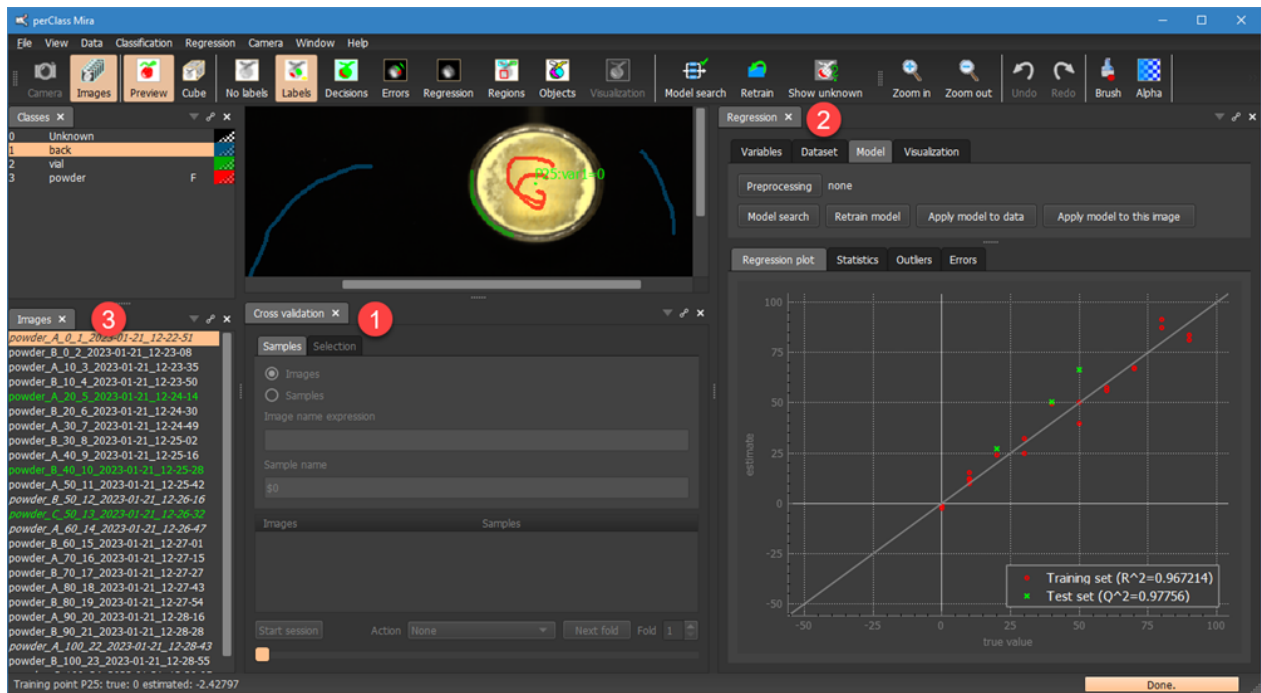 perClass Mira
File View Data Classification Regression Camera Window Help
Camera Images Preview Cube No labels Labels Decisions Errors Regression Regions Objects Visualization Model search Retrain Show unknown Zoom in Zoom out Undo Redo Brush Alpha
Classes
0 Unknown
1 back
2 vial
3 powder F
P25:var1=0
Images 3
powder_A_0_1_2023-01-21_12-22-51
powder_B_0_2_2023-01-21_12-23-08
powder_A_10_3_2023-01-21_12-23-35
powder_B_10_4_2023-01-21_12-23-50
powder_A_20_5_2023-01-21_12-24-14
powder_B_20_6_2023-01-21_12-24-30
powder_A_30_7_2023-01-21_12-24-49
powder_B_30_8_2023-01-21_12-25-02
powder_A_40_9_2023-01-21_12-25-16
powder_B_40_10_2023-01-21_12-25-28
powder_A_50_11_2023-01-21_12-25-42
powder_B_50_12_2023-01-21_12-26-16
powder_C_50_13_2023-01-21_12-26-32
powder_A_60_14_2023-01-21_12-26-47
powder_B_60_15_2023-01-21_12-27-01
powder_A_70_16_2023-01-21_12-27-15
powder_B_70_17_2023-01-21_12-27-27
powder_A_80_18_2023-01-21_12-27-43
powder_B_80_19_2023-01-21_12-27-54
powder_A_90_20_2023-01-21_12-28-16
powder_B_90_21_2023-01-21_12-28-28
powder_A_100_22_2023-01-21_12-28-43
powder_B_100_23_2023-01-21_12-28-55
Cross validation 1
Samples Selection
Images
Samples
Image name expression
Sample name
$0
Images Samples
Start session Action None Next fold Fold 1
Regression 2
Variables Dataset Model Visualization
Preprocessing none
Model search Retrain model Apply model to data Apply model to this image
Regression plot Statistics Outliers Errors
100
75
50
25
0
-25
-50
estimate
Training set (R^2=0.967214)
Test set (Q^2=0.97756)
-50 -25 0 25 50 75 100
true value
Training point P25: true: 0 estimated: -2.42797
Done.